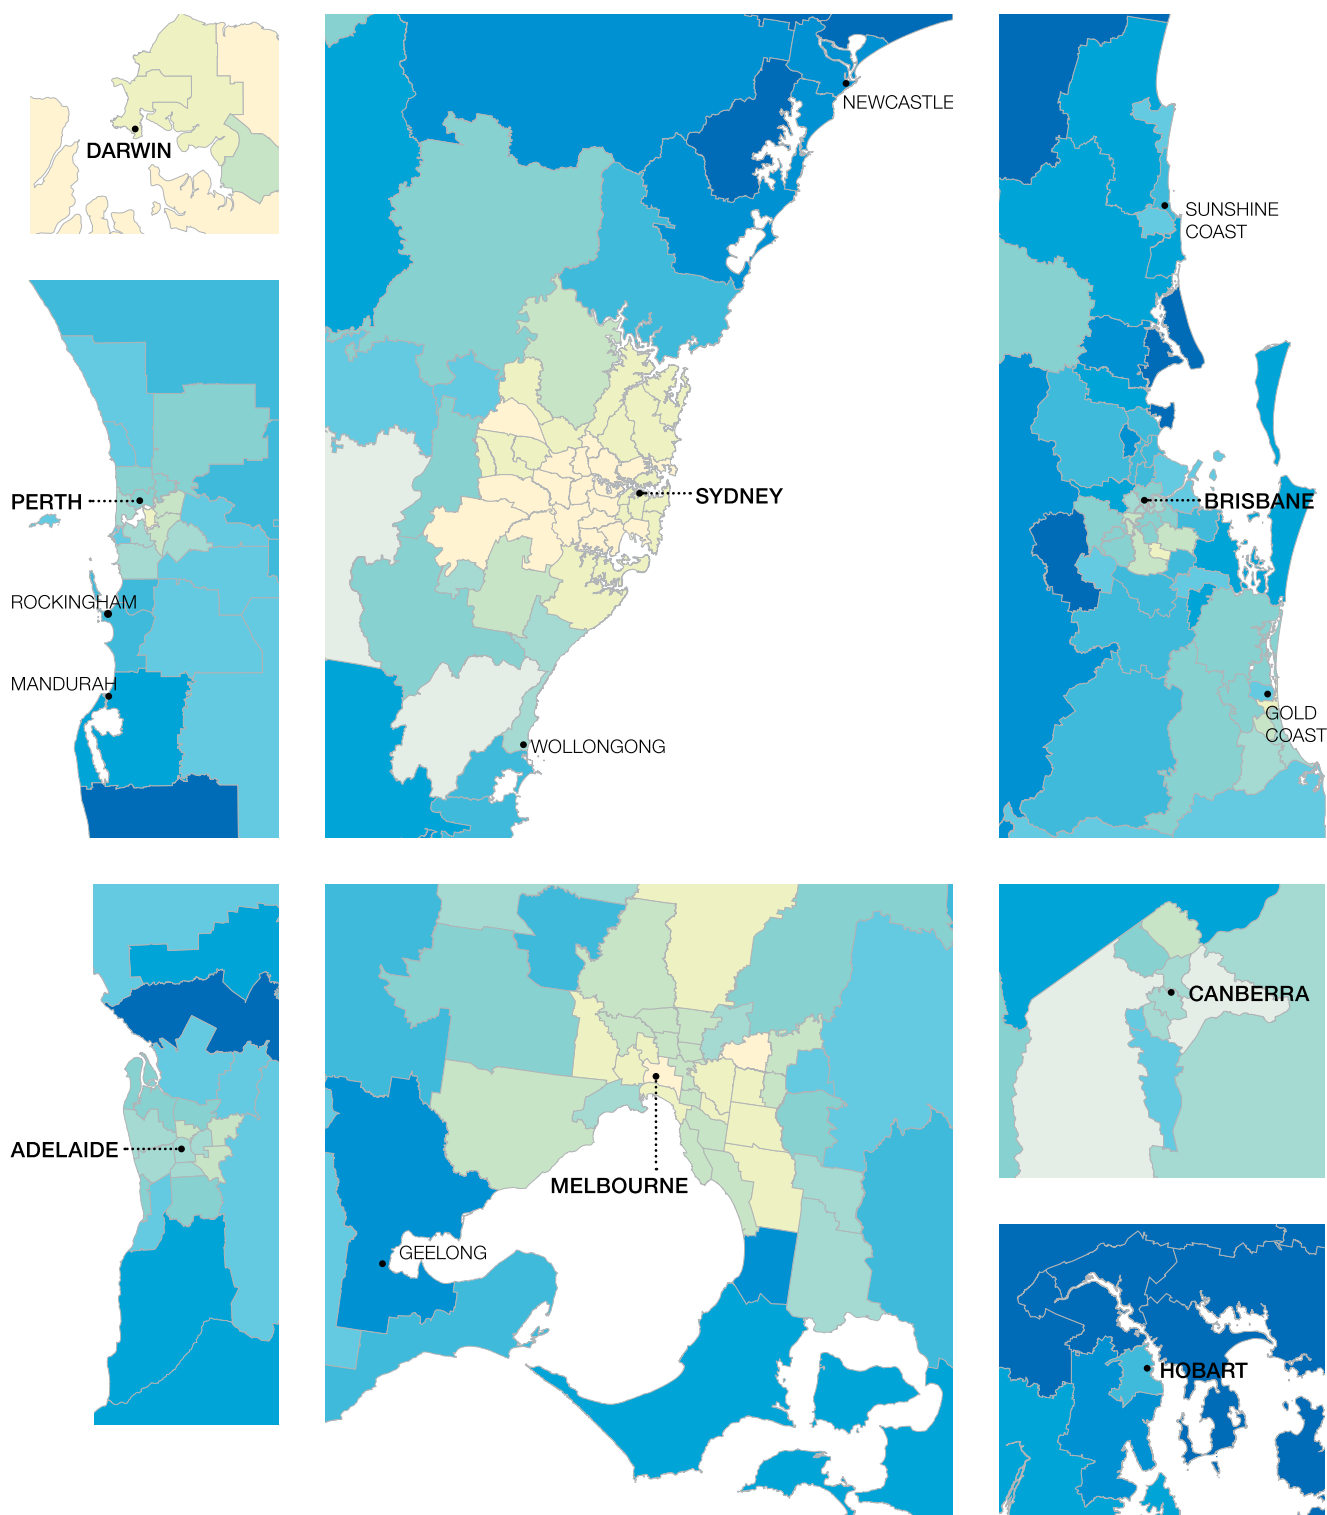 DARWIN
NEWCASTLE
SUNSHINE
COAST
PERTH
SYDNEY
BRISBANE
ROCKINGHAM
MANDURAH
WOLLONGONG
GOLD
COAST
CANBERRA
ADELAIDE
MELBOURNE
GEELONG
HOBART